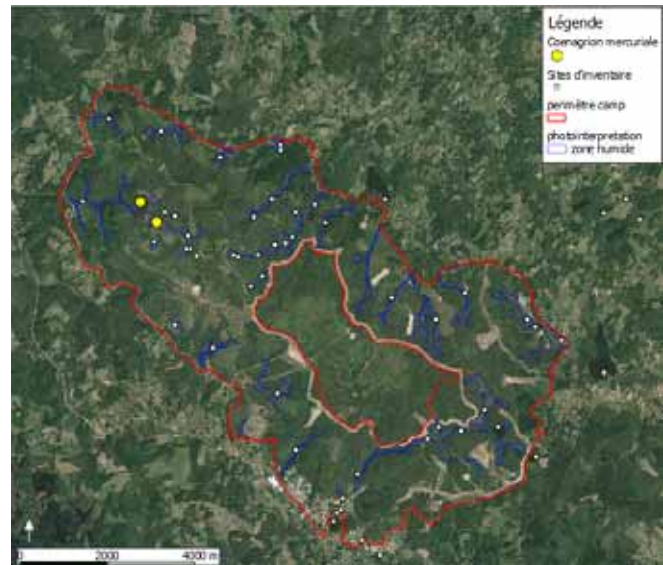 Légende
Coenagrion mercuriale
Sites d'inventaire
perimètre camp
photointerpretation
zone humide
0 2000 4000 m